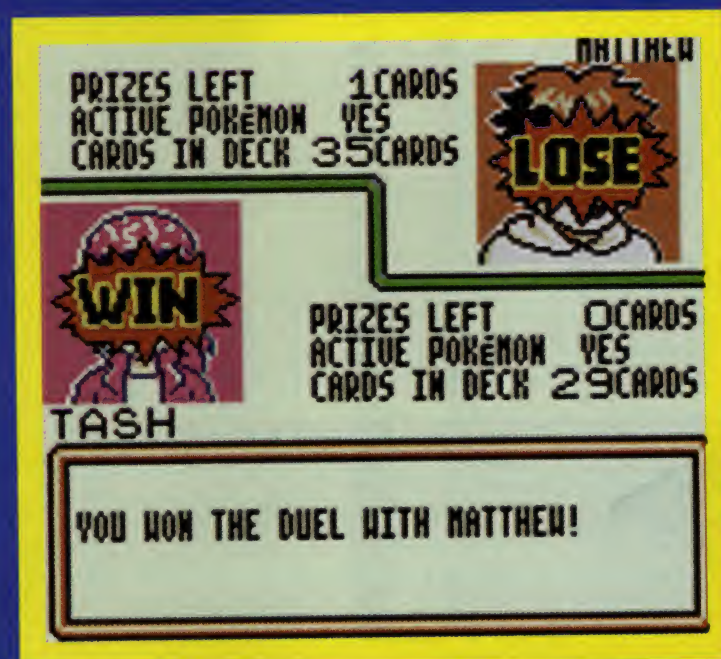 MATTHEW
PRIZES LEFT 1CARDS
ACTIVE POKéMON YES
CARDS IN DECK 35CARDS
LOSE
WIN
PRIZES LEFT 0CARDS
ACTIVE POKéMON YES
CARDS IN DECK 29CARDS
TASH
YOU WON THE DUEL WITH MATTHEW!